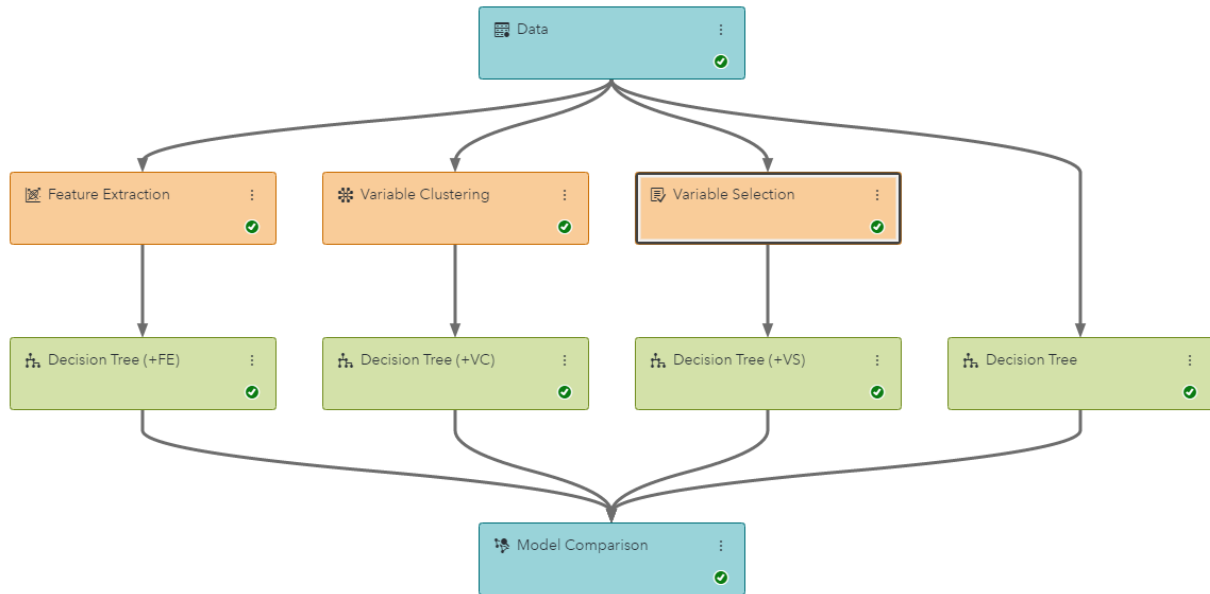 Data
Feature Extraction
Variable Clustering
Variable Selection
Decision Tree (+FE)
Decision Tree (+VC)
Decision Tree (+VS)
Decision Tree
Model Comparison